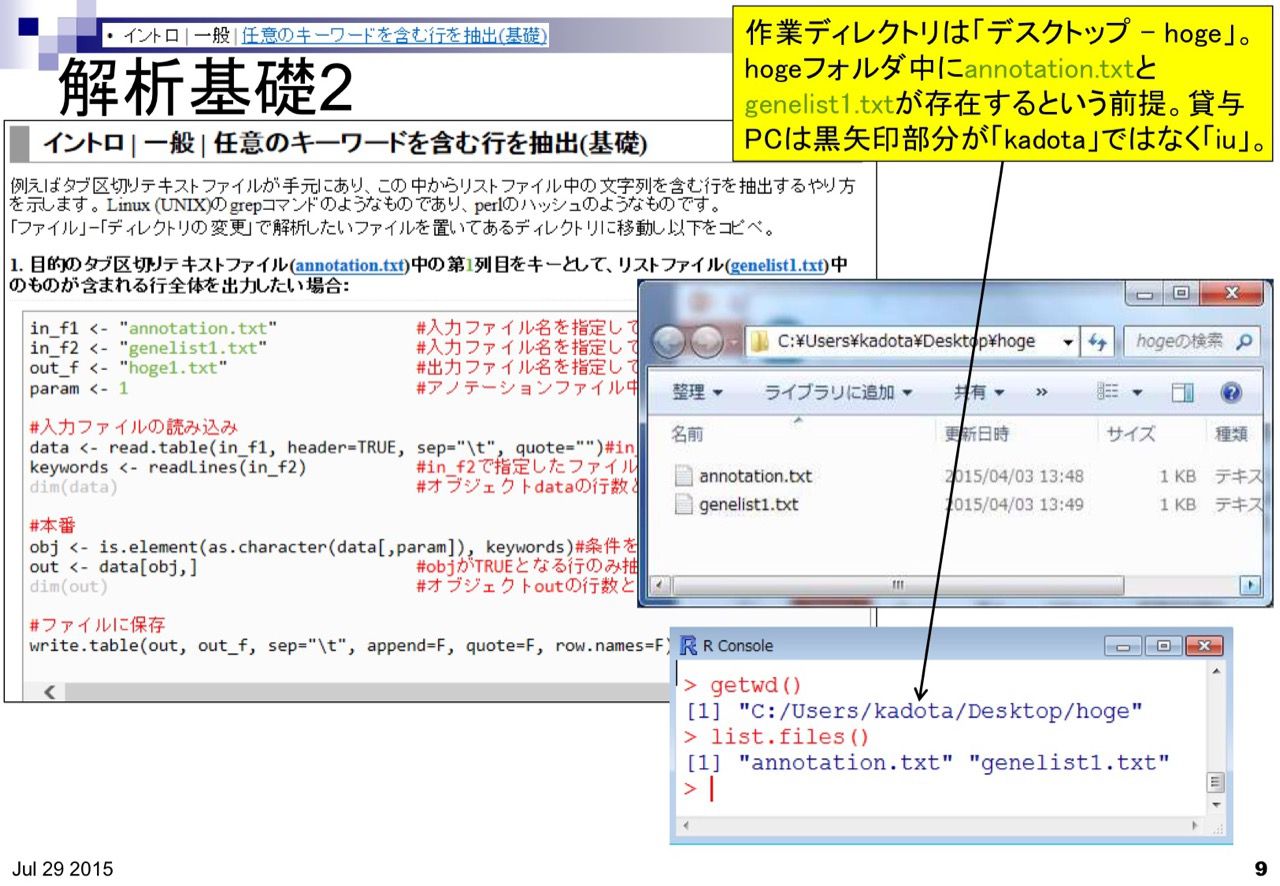 • イントロ | 一般 | 任意のキーワードを含む行を抽出(基礎)
解析基礎2
作業ディレクトリは「デスクトップ – hoge」。
hogeフォルダ中にannotation.txtと
genelist1.txtが存在するという前提。貸与
PCは黒矢印部分が「kadota」ではなく「iu」。
イントロ | 一般 | 任意のキーワードを含む行を抽出(基礎)
例えばタブ区切りテキストファイルが手元にあり、この中からリストファイル中の文字列を含む行を抽出するやり方
を示します。Linux (UNIX)のgrepコマンドのようなものであり、perlのハッシュのようなものです。
「ファイル」-「ディレクトリの変更」で解析したいファイルを置いてあるディレクトリに移動し以下をコピペ。
1. 目的のタブ区切りテキストファイル(annotation.txt)中の第1列目をキーとして、リストファイル(genelist1.txt)中
のものが含まれる行全体を出力したい場合:
in_f1 <- "annotation.txt" #入力ファイル名を指定して
in_f2 <- "genelist1.txt" #入力ファイル名を指定して
out_f <- "hoge1.txt" #出力ファイル名を指定して
param <- 1 #アノテーションファイル中
#入力ファイルの読み込み
data <- read.table(in_f1, header=TRUE, sep="\t", quote="")#in_
keywords <- readLines(in_f2) #in_f2で指定したファイル
dim(data) #オブジェクトdataの行数と
#本番
obj <- is.element(as.character(data[,param]), keywords)#条件を
out <- data[obj,] #objがTRUEとなる行のみ抽
dim(out) #オブジェクトoutの行数と
#ファイルに保存
write.table(out, out_f, sep="\t", append=F, quote=F, row.names=F)
C:¥Users¥kadota¥Desktop¥hoge hogeの検索
整理 ライブラリに追加 共有 »
名前 更新日時 サイズ 種類
annotation.txt 2015/04/03 13:48 1 KB テキス
genelist1.txt 2015/04/03 13:49 1 KB テキス
R Console
> getwd()
[1] "C:/Users/kadota/Desktop/hoge"
> list.files()
[1] "annotation.txt" "genelist1.txt"
>
Jul 29 2015
9